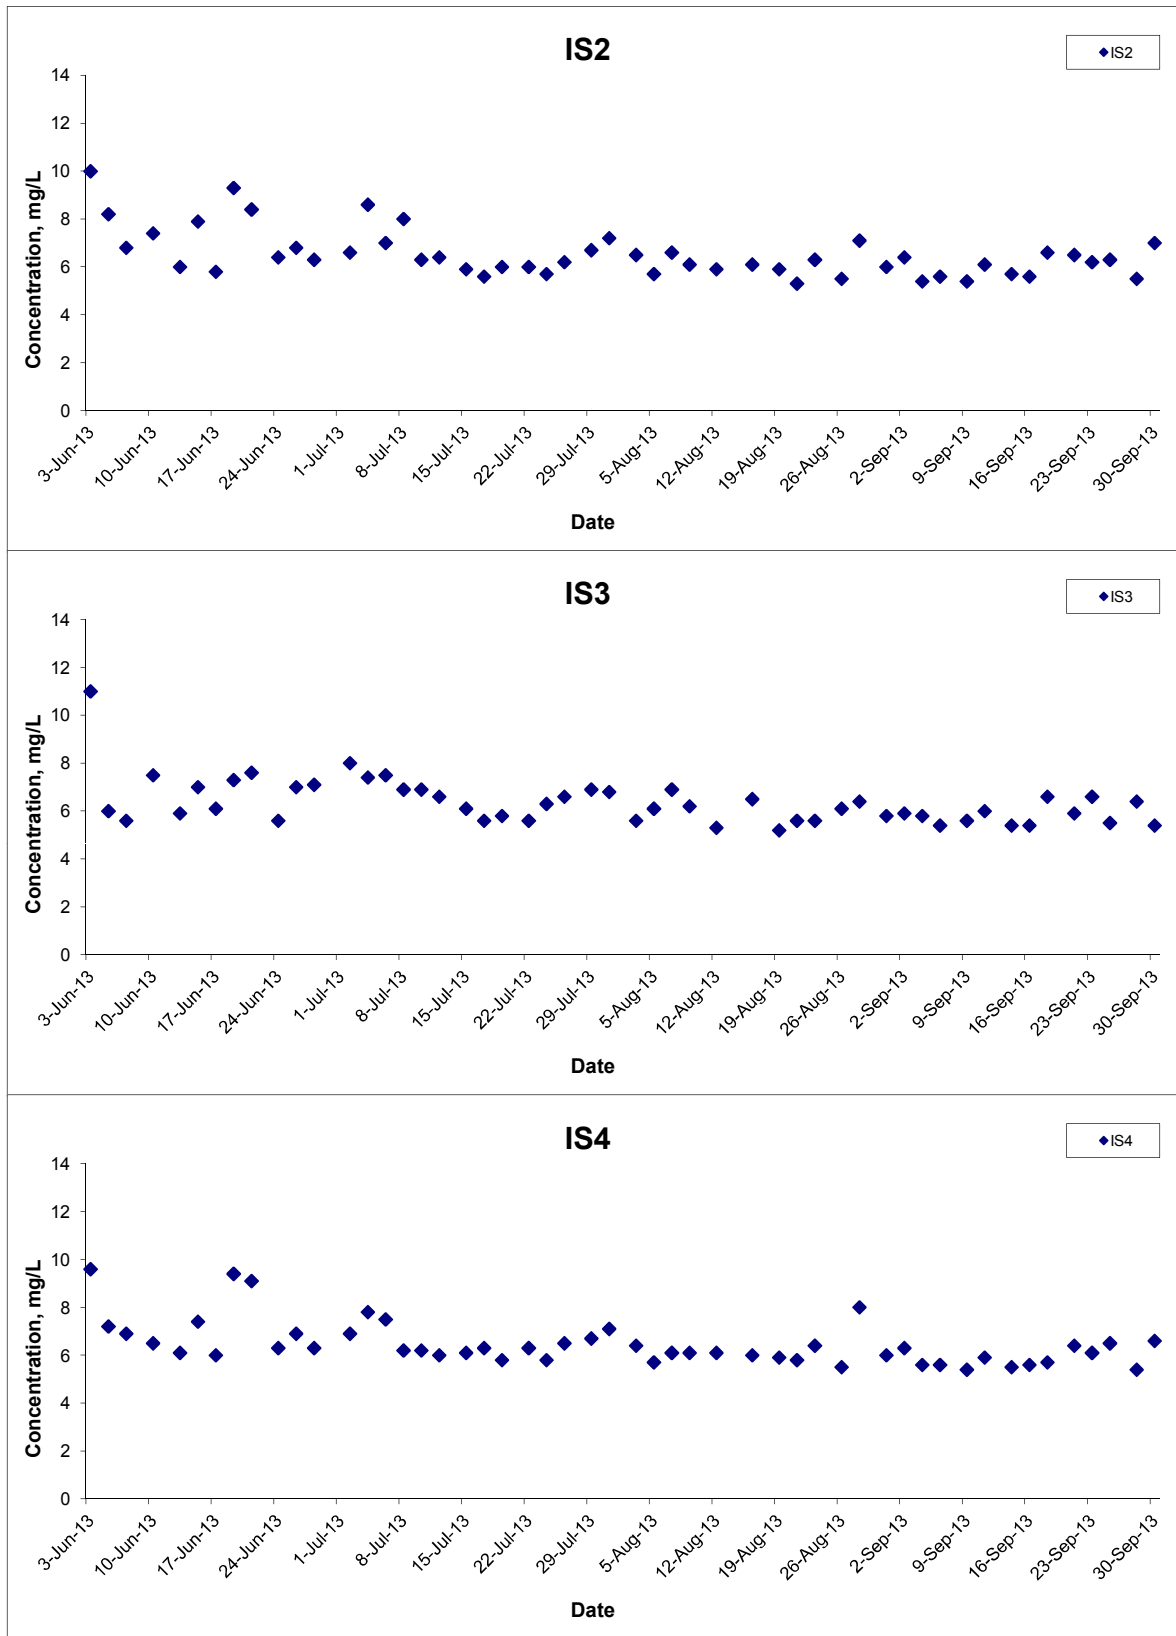 IS2
IS2
14
12
10
8
6
4
2
0
Concentration, mg/L
3-Jun-13
10-Jun-13
17-Jun-13
24-Jun-13
1-Jul-13
8-Jul-13
15-Jul-13
22-Jul-13
29-Jul-13
5-Aug-13
12-Aug-13
19-Aug-13
26-Aug-13
2-Sep-13
9-Sep-13
16-Sep-13
23-Sep-13
30-Sep-13
Date
IS3
IS3
14
12
10
8
6
4
2
0
Concentration, mg/L
3-Jun-13
10-Jun-13
17-Jun-13
24-Jun-13
1-Jul-13
8-Jul-13
15-Jul-13
22-Jul-13
29-Jul-13
5-Aug-13
12-Aug-13
19-Aug-13
26-Aug-13
2-Sep-13
9-Sep-13
16-Sep-13
23-Sep-13
30-Sep-13
Date
IS4
IS4
14
12
10
8
6
4
2
0
Concentration, mg/L
3-Jun-13
10-Jun-13
17-Jun-13
24-Jun-13
1-Jul-13
8-Jul-13
15-Jul-13
22-Jul-13
29-Jul-13
5-Aug-13
12-Aug-13
19-Aug-13
26-Aug-13
2-Sep-13
9-Sep-13
16-Sep-13
23-Sep-13
30-Sep-13
Date